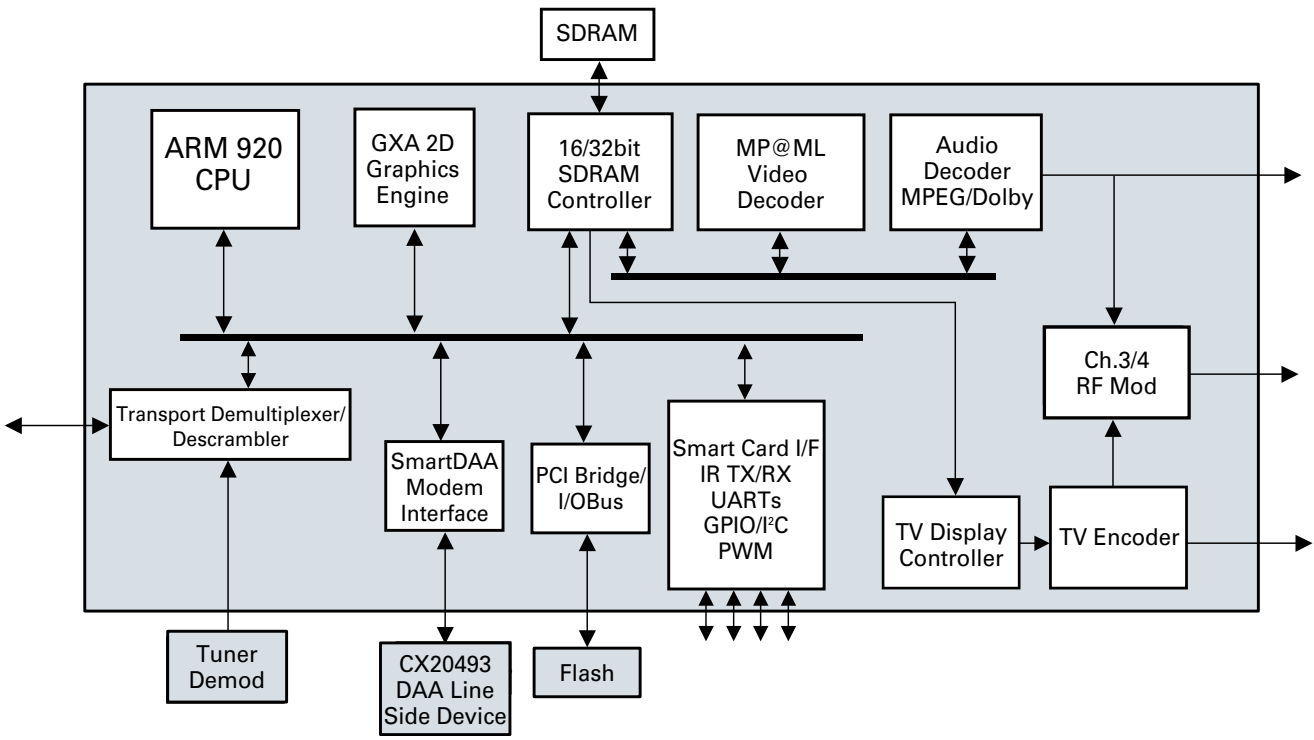 SDRAM
ARM 920
CPU
GXA 2D
Graphics
Engine
16/32bit
SDRAM
Controller
MP@ML
Video
Decoder
Audio
Decoder
MPEG/Dolby
Ch.3/4
RF Mod
Transport Demultiplexer/
Descrambler
SmartDAA
Modem
Interface
PCI Bridge/
I/OBus
Smart Card I/F
IR TX/RX
UARTs
GPIO/I²C
PWM
TV Display
Controller
TV Encoder
Tuner
Demod
CX20493
DAA Line
Side Device
Flash